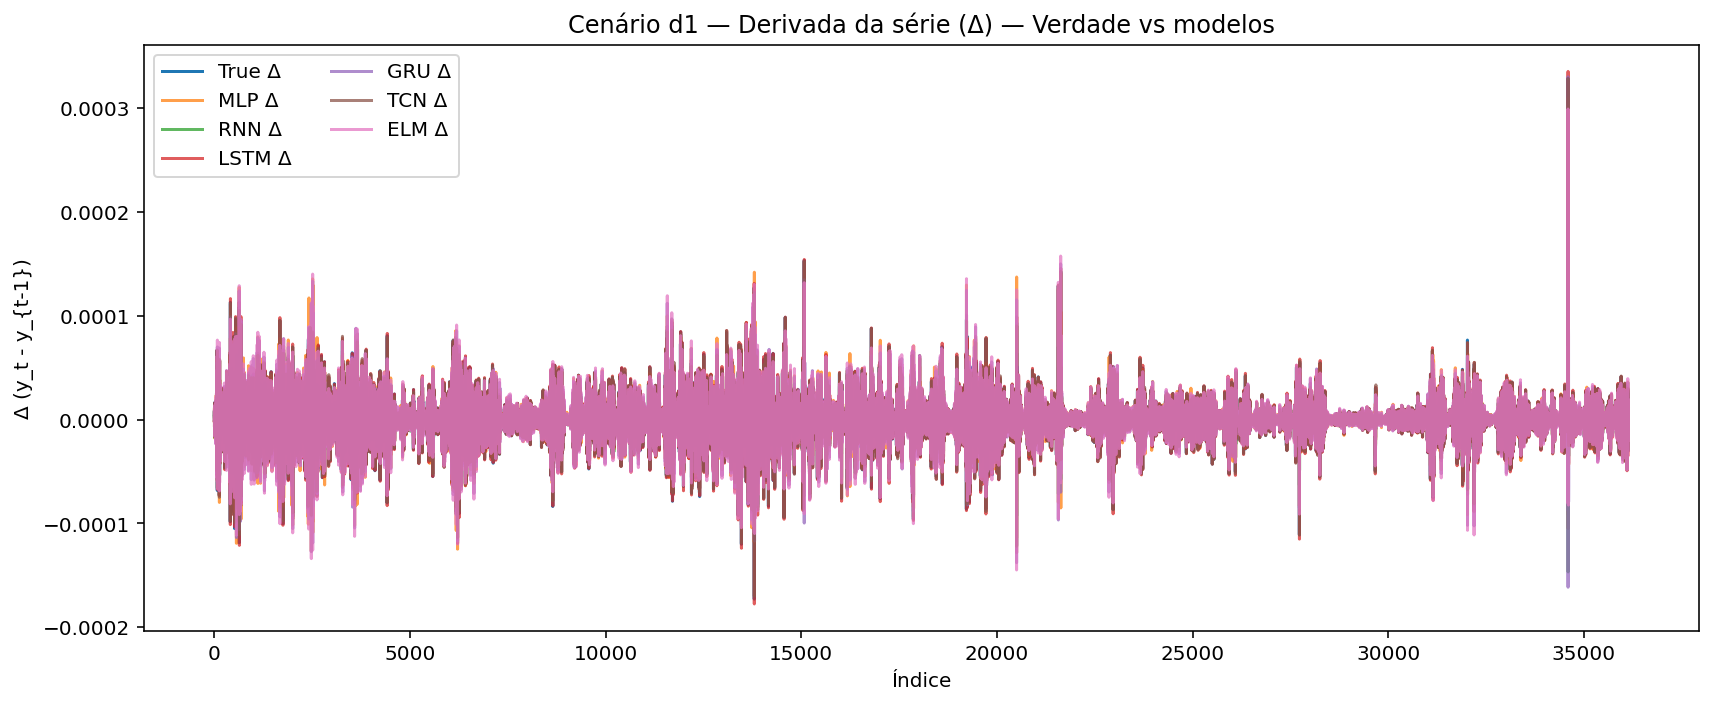 Cenário d1 — Derivada da série (Δ) — Verdade vs modelos
True Δ
MLP Δ
RNN Δ
LSTM Δ
GRU Δ
TCN Δ
ELM Δ
Δ (y_t - y_{t-1})
0.0003
0.0002
0.0001
0.0000
−0.0001
−0.0002
0
5000
10000
15000
20000
25000
30000
35000
Índice